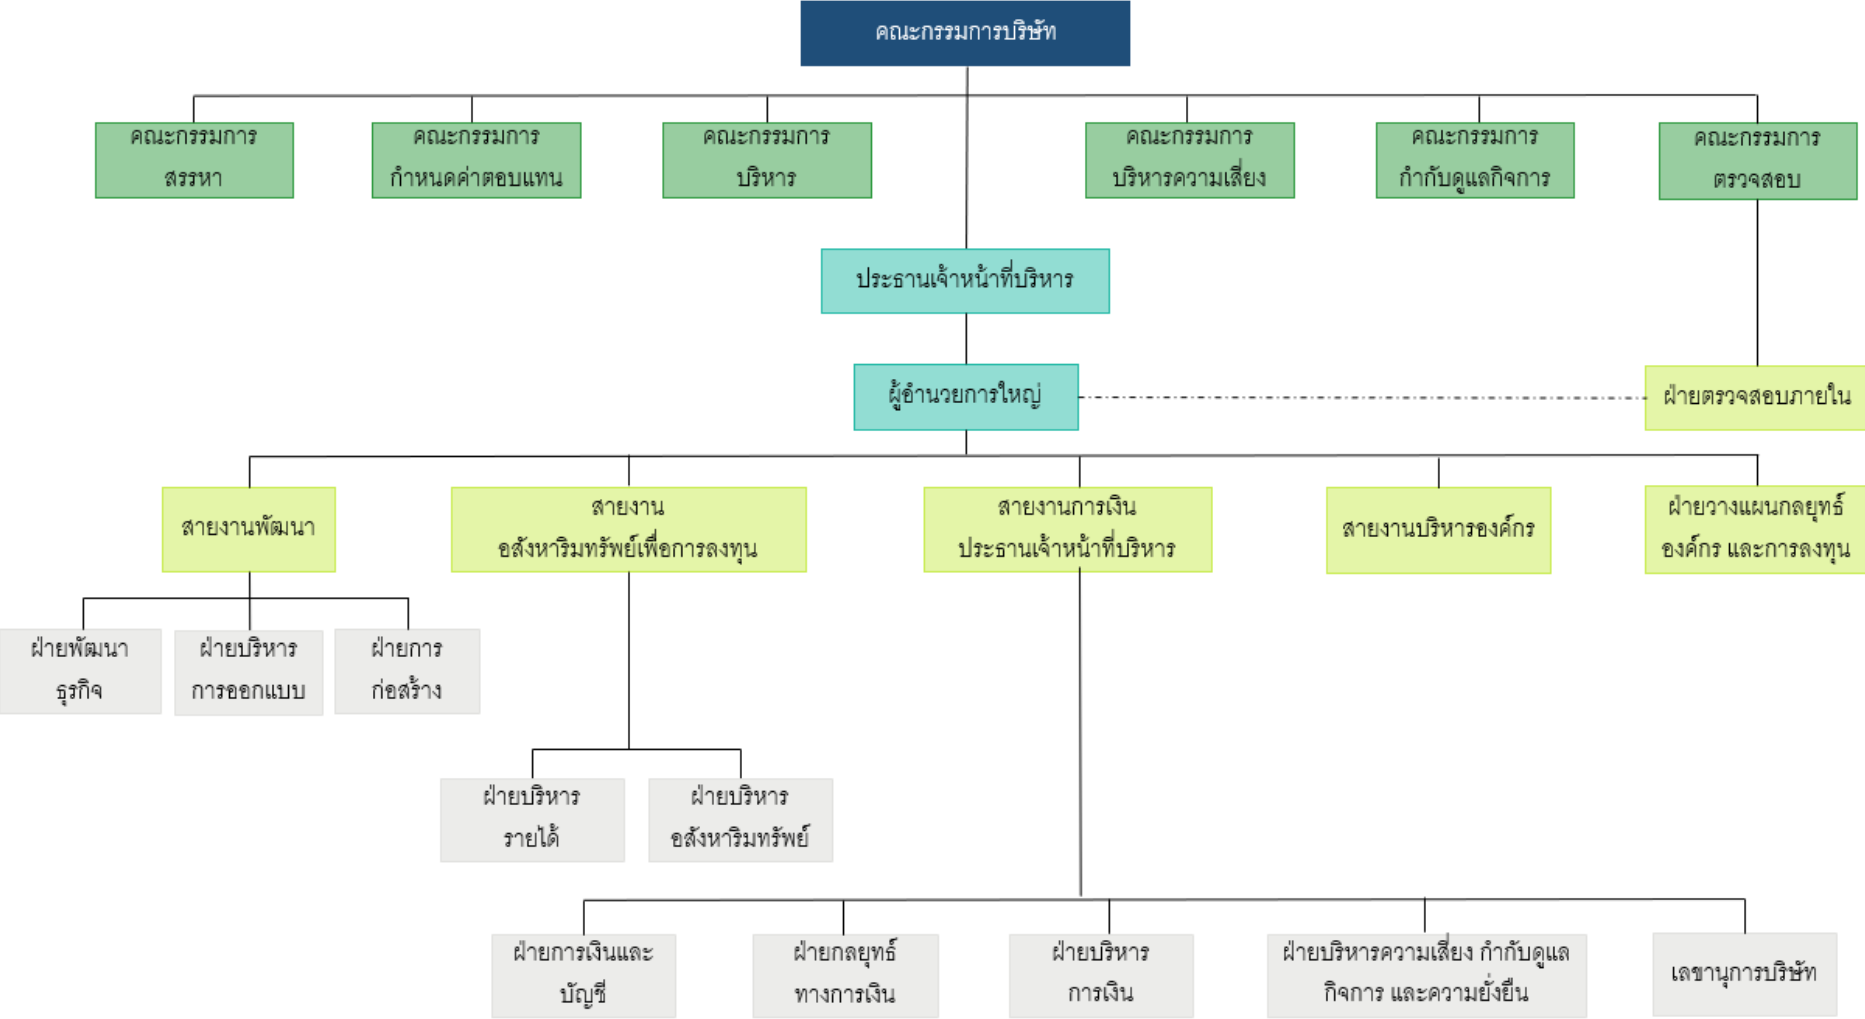 คณะกรรมการบริษัท
คณะกรรมการ
สรรหา
คณะกรรมการ
กำหนดค่าตอบแทน
คณะกรรมการ
บริหาร
คณะกรรมการ
บริหารความเสี่ยง
คณะกรรมการ
กำกับดูแลกิจการ
คณะกรรมการ
ตรวจสอบ
ประธานเจ้าหน้าที่บริหาร
ผู้อำนวยการใหญ่
ฝ่ายตรวจสอบภายใน
สายงานพัฒนา
สายงาน
อสังหาริมทรัพย์เพื่อการลงทุน
สายงานการเงิน
ประธานเจ้าหน้าที่บริหาร
สายงานบริหารองค์กร
ฝ่ายวางแผนกลยุทธ์
องค์กร และการลงทุน
ฝ่ายพัฒนา
ธุรกิจ
ฝ่ายบริหาร
การออกแบบ
ฝ่ายการ
ก่อสร้าง
ฝ่ายบริหาร
รายได้
ฝ่ายบริหาร
อสังหาริมทรัพย์
ฝ่ายการเงินและ
บัญชี
ฝ่ายกลยุทธ์
ทางการเงิน
ฝ่ายบริหาร
การเงิน
ฝ่ายบริหารความเสี่ยง กำกับดูแล
กิจการ และความยั่งยืน
เลขานุการบริษัท